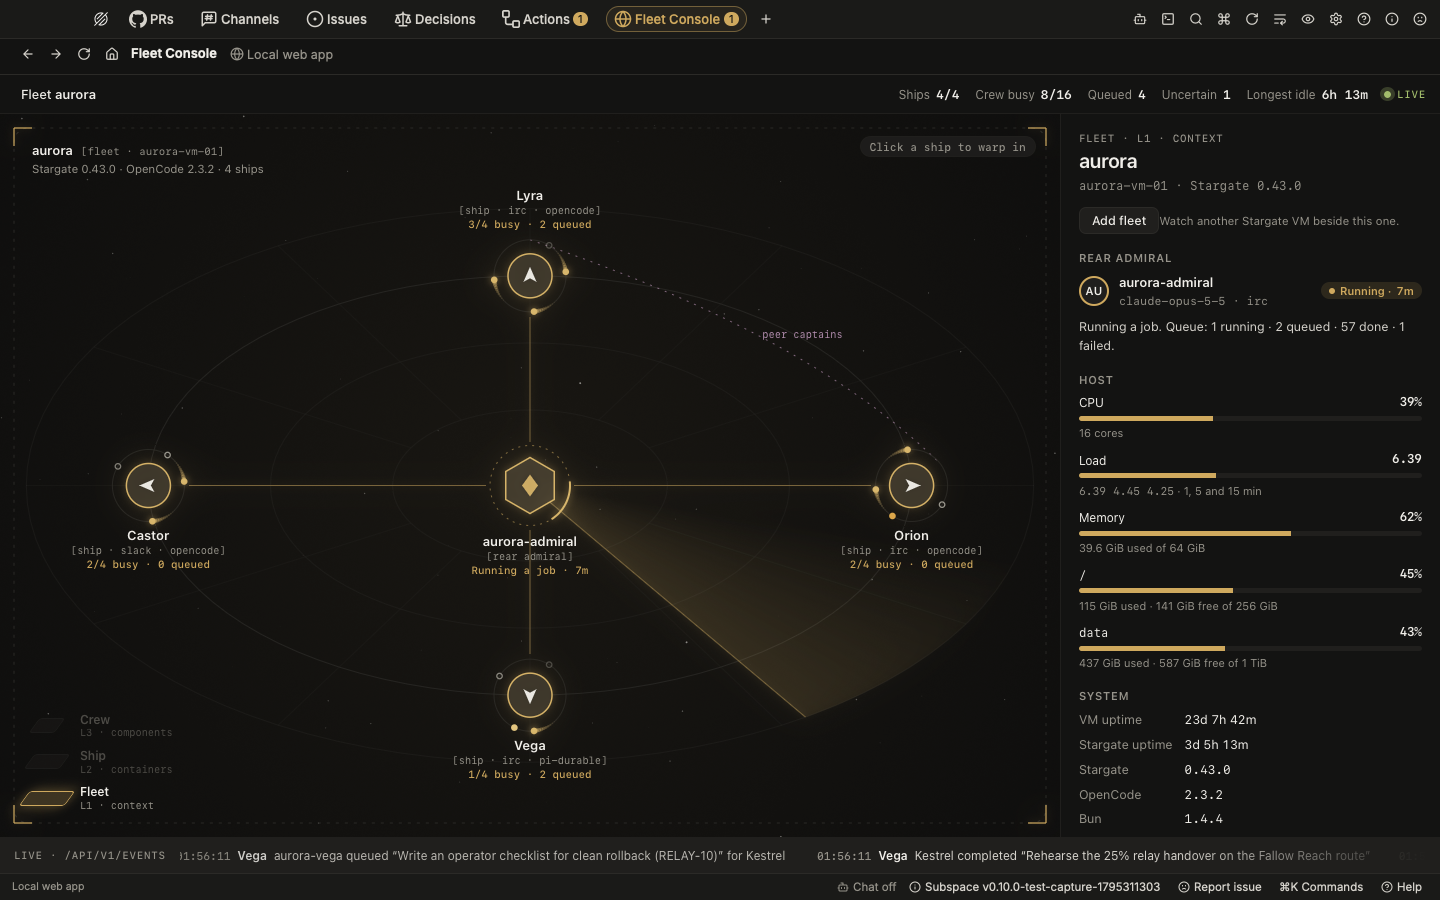 PRs
Channels
Issues
Decisions
Actions 1
Fleet Console 1
Fleet Console
Local web app
Fleet aurora
Ships 4/4
Crew busy 8/16
Queued 4
Uncertain 1
Longest idle 6h 13m
LIVE
aurora [fleet · aurora-vm-01]
Stargate 0.43.0 · OpenCode 2.3.2 · 4 ships
Click a ship to warp in
Lyra
[ship · irc · opencode]
3/4 busy · 2 queued
peer captains
Castor
[ship · slack · opencode]
2/4 busy · 0 queued
aurora-admiral
[rear admiral]
Running a job · 7m
Orion
[ship · irc · opencode]
2/4 busy · 0 queued
Vega
[ship · irc · pi-durable]
1/4 busy · 2 queued
Crew
L3 · components
Ship
L2 · containers
Fleet
L1 · context
FLEET · L1 · CONTEXT
aurora
aurora-vm-01 · Stargate 0.43.0
Add fleet
Watch another Stargate VM beside this one.
REAR ADMIRAL
AU
aurora-admiral
claude-opus-5-5 · irc
Running · 7m
Running a job. Queue: 1 running · 2 queued · 57 done · 1
failed.
HOST
CPU 39%
16 cores
Load 6.39
6.39 4.45 4.25 · 1, 5 and 15 min
Memory 62%
39.6 GiB used of 64 GiB
/ 45%
115 GiB used · 141 GiB free of 256 GiB
data 43%
437 GiB used · 587 GiB free of 1 TiB
SYSTEM
VM uptime 23d 7h 42m
Stargate uptime 3d 5h 13m
Stargate 0.43.0
OpenCode 2.3.2
Bun 1.4.4
LIVE · /API/V1/EVENTS
01:56:11 Vega aurora-vega queued “Write an operator checklist for clean rollback (RELAY-10)” for Kestrel
01:56:11 Vega Kestrel completed “Rehearse the 25% relay handover on the Fallow Reach route”
Local web app
Chat off
Subspace v0.10.0-test-capture-1795311303
Report issue
⌘K Commands
Help